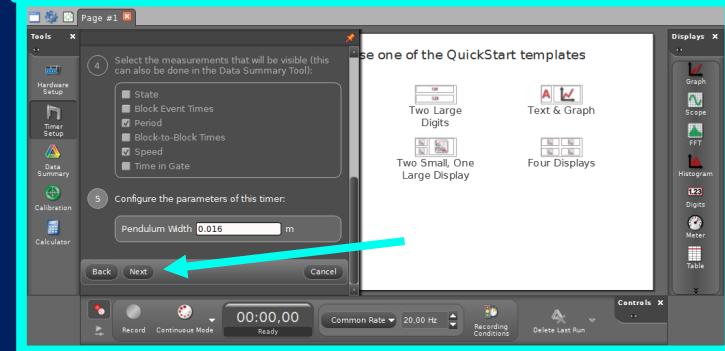 Page #1
Tools
Displays
Hardware
Setup
Timer
Setup
Data
Summary
Calibration
Calculator
4
Select the measurements that will be visible (this
can also be done in the Data Summary Tool):
State
Block Event Times
Period
Block-to-Block Times
Speed
Time in Gate
5
Configure the parameters of this timer:
Pendulum Width 0.016 m
Back Next Cancel
se one of the QuickStart templates
Two Large
Digits
Text & Graph
Two Small, One
Large Display
Four Displays
Graph
Scope
FFT
Histogram
1.23
Digits
Meter
Table
Record
Continuous Mode
00:00,00
Ready
Common Rate 20,00 Hz
Recording
Conditions
Delete Last Run
Controls